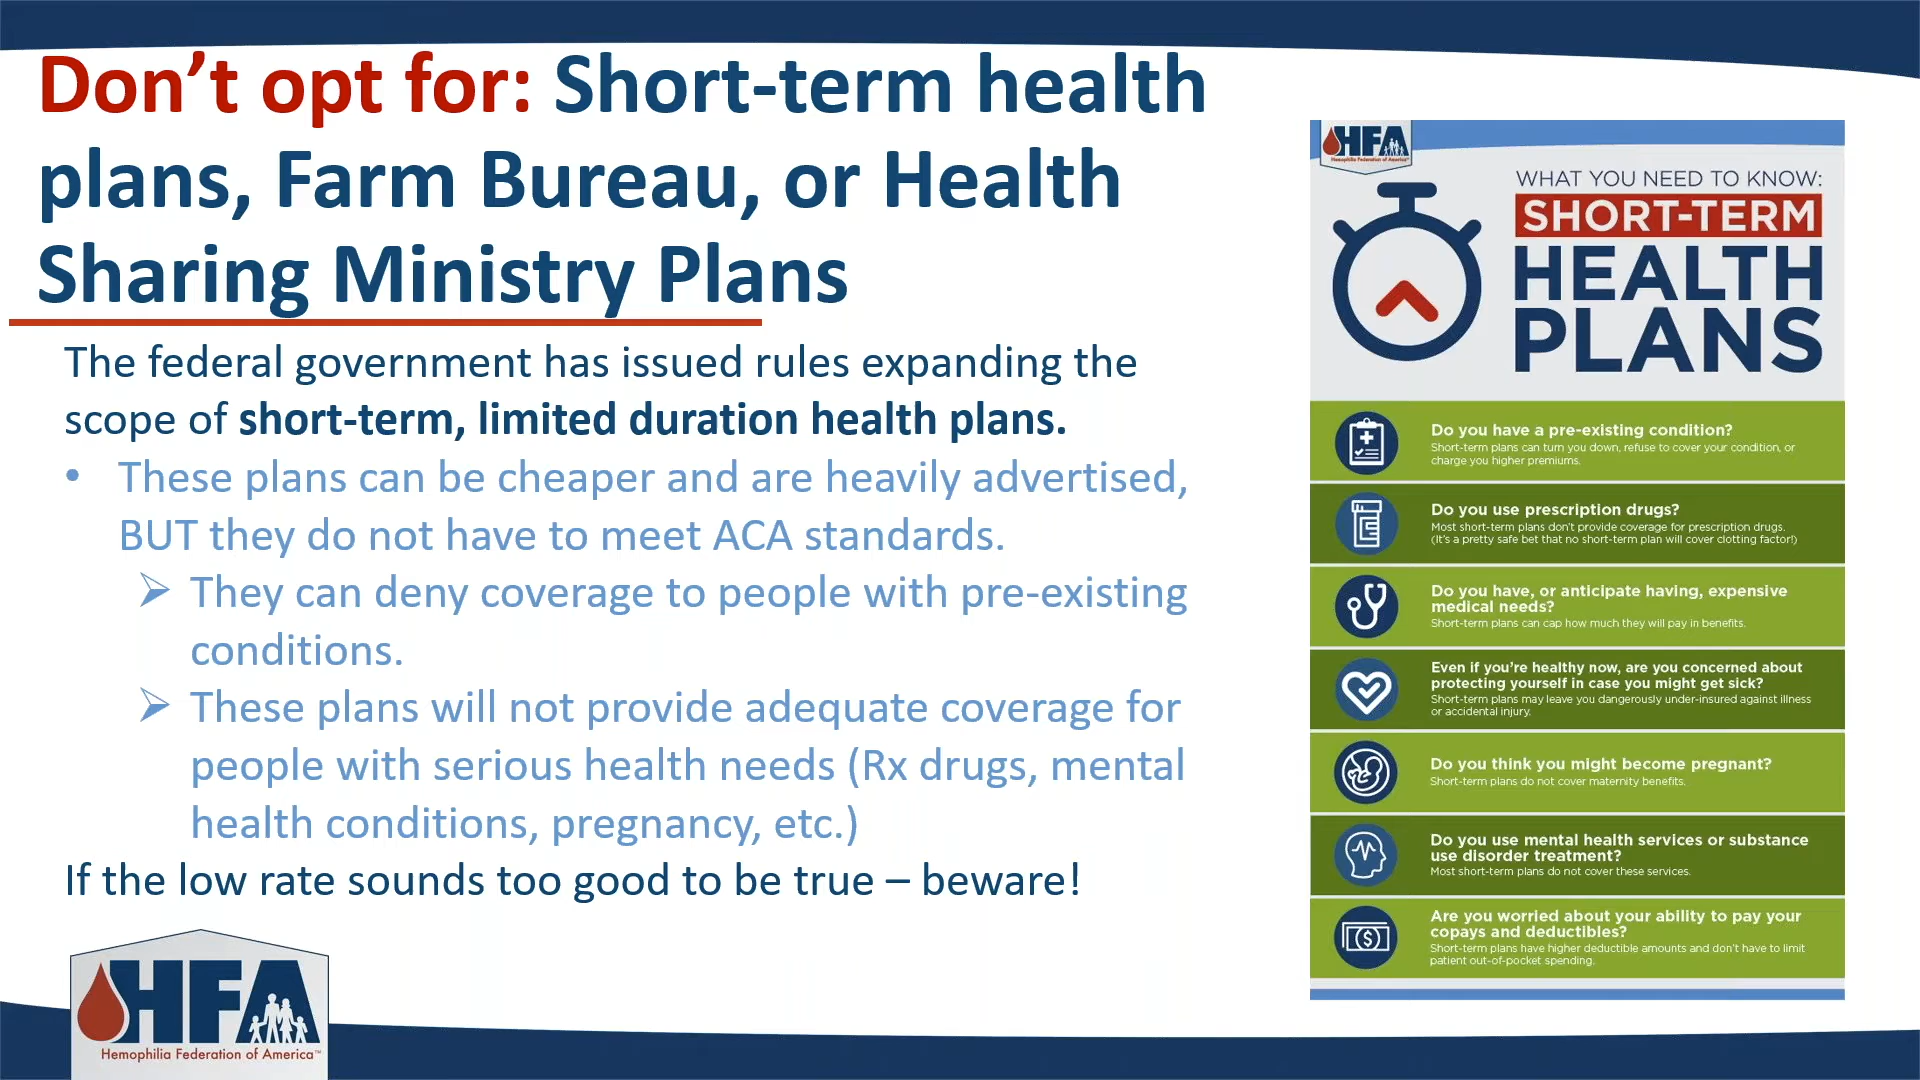 Don’t opt for: Short-term health
plans, Farm Bureau, or Health
Sharing Ministry Plans
The federal government has issued rules expanding the
scope of short-term, limited duration health plans.
• These plans can be cheaper and are heavily advertised,
BUT they do not have to meet ACA standards.
➢ They can deny coverage to people with pre-existing
conditions.
➢ These plans will not provide adequate coverage for
people with serious health needs (Rx drugs, mental
health conditions, pregnancy, etc.)
If the low rate sounds too good to be true – beware!
HFA
Hemophilia Federation of America™
HFA
Hemophilia Federation of America™
WHAT YOU NEED TO KNOW:
SHORT-TERM
HEALTH
PLANS
Do you have a pre-existing condition?
Short-term plans can turn you down, refuse to cover your condition, or
charge you higher premiums.
Do you use prescription drugs?
Most short-term plans don’t provide coverage for prescription drugs.
(It’s a pretty safe bet that no short-term plan will cover clotting factor!)
Do you have, or anticipate having, expensive
medical needs?
Short-term plans can cap how much they will pay in benefits.
Even if you’re healthy now, are you concerned about
protecting yourself in case you might get sick?
Short-term plans may leave you dangerously under-insured against illness
or accidental injury.
Do you think you might become pregnant?
Short-term plans do not cover maternity benefits.
Do you use mental health services or substance
use disorder treatment?
Most short-term plans do not cover these services.
Are you worried about your ability to pay your
copays and deductibles?
Short-term plans have higher deductible amounts and don’t have to limit
patient out-of-pocket spending.